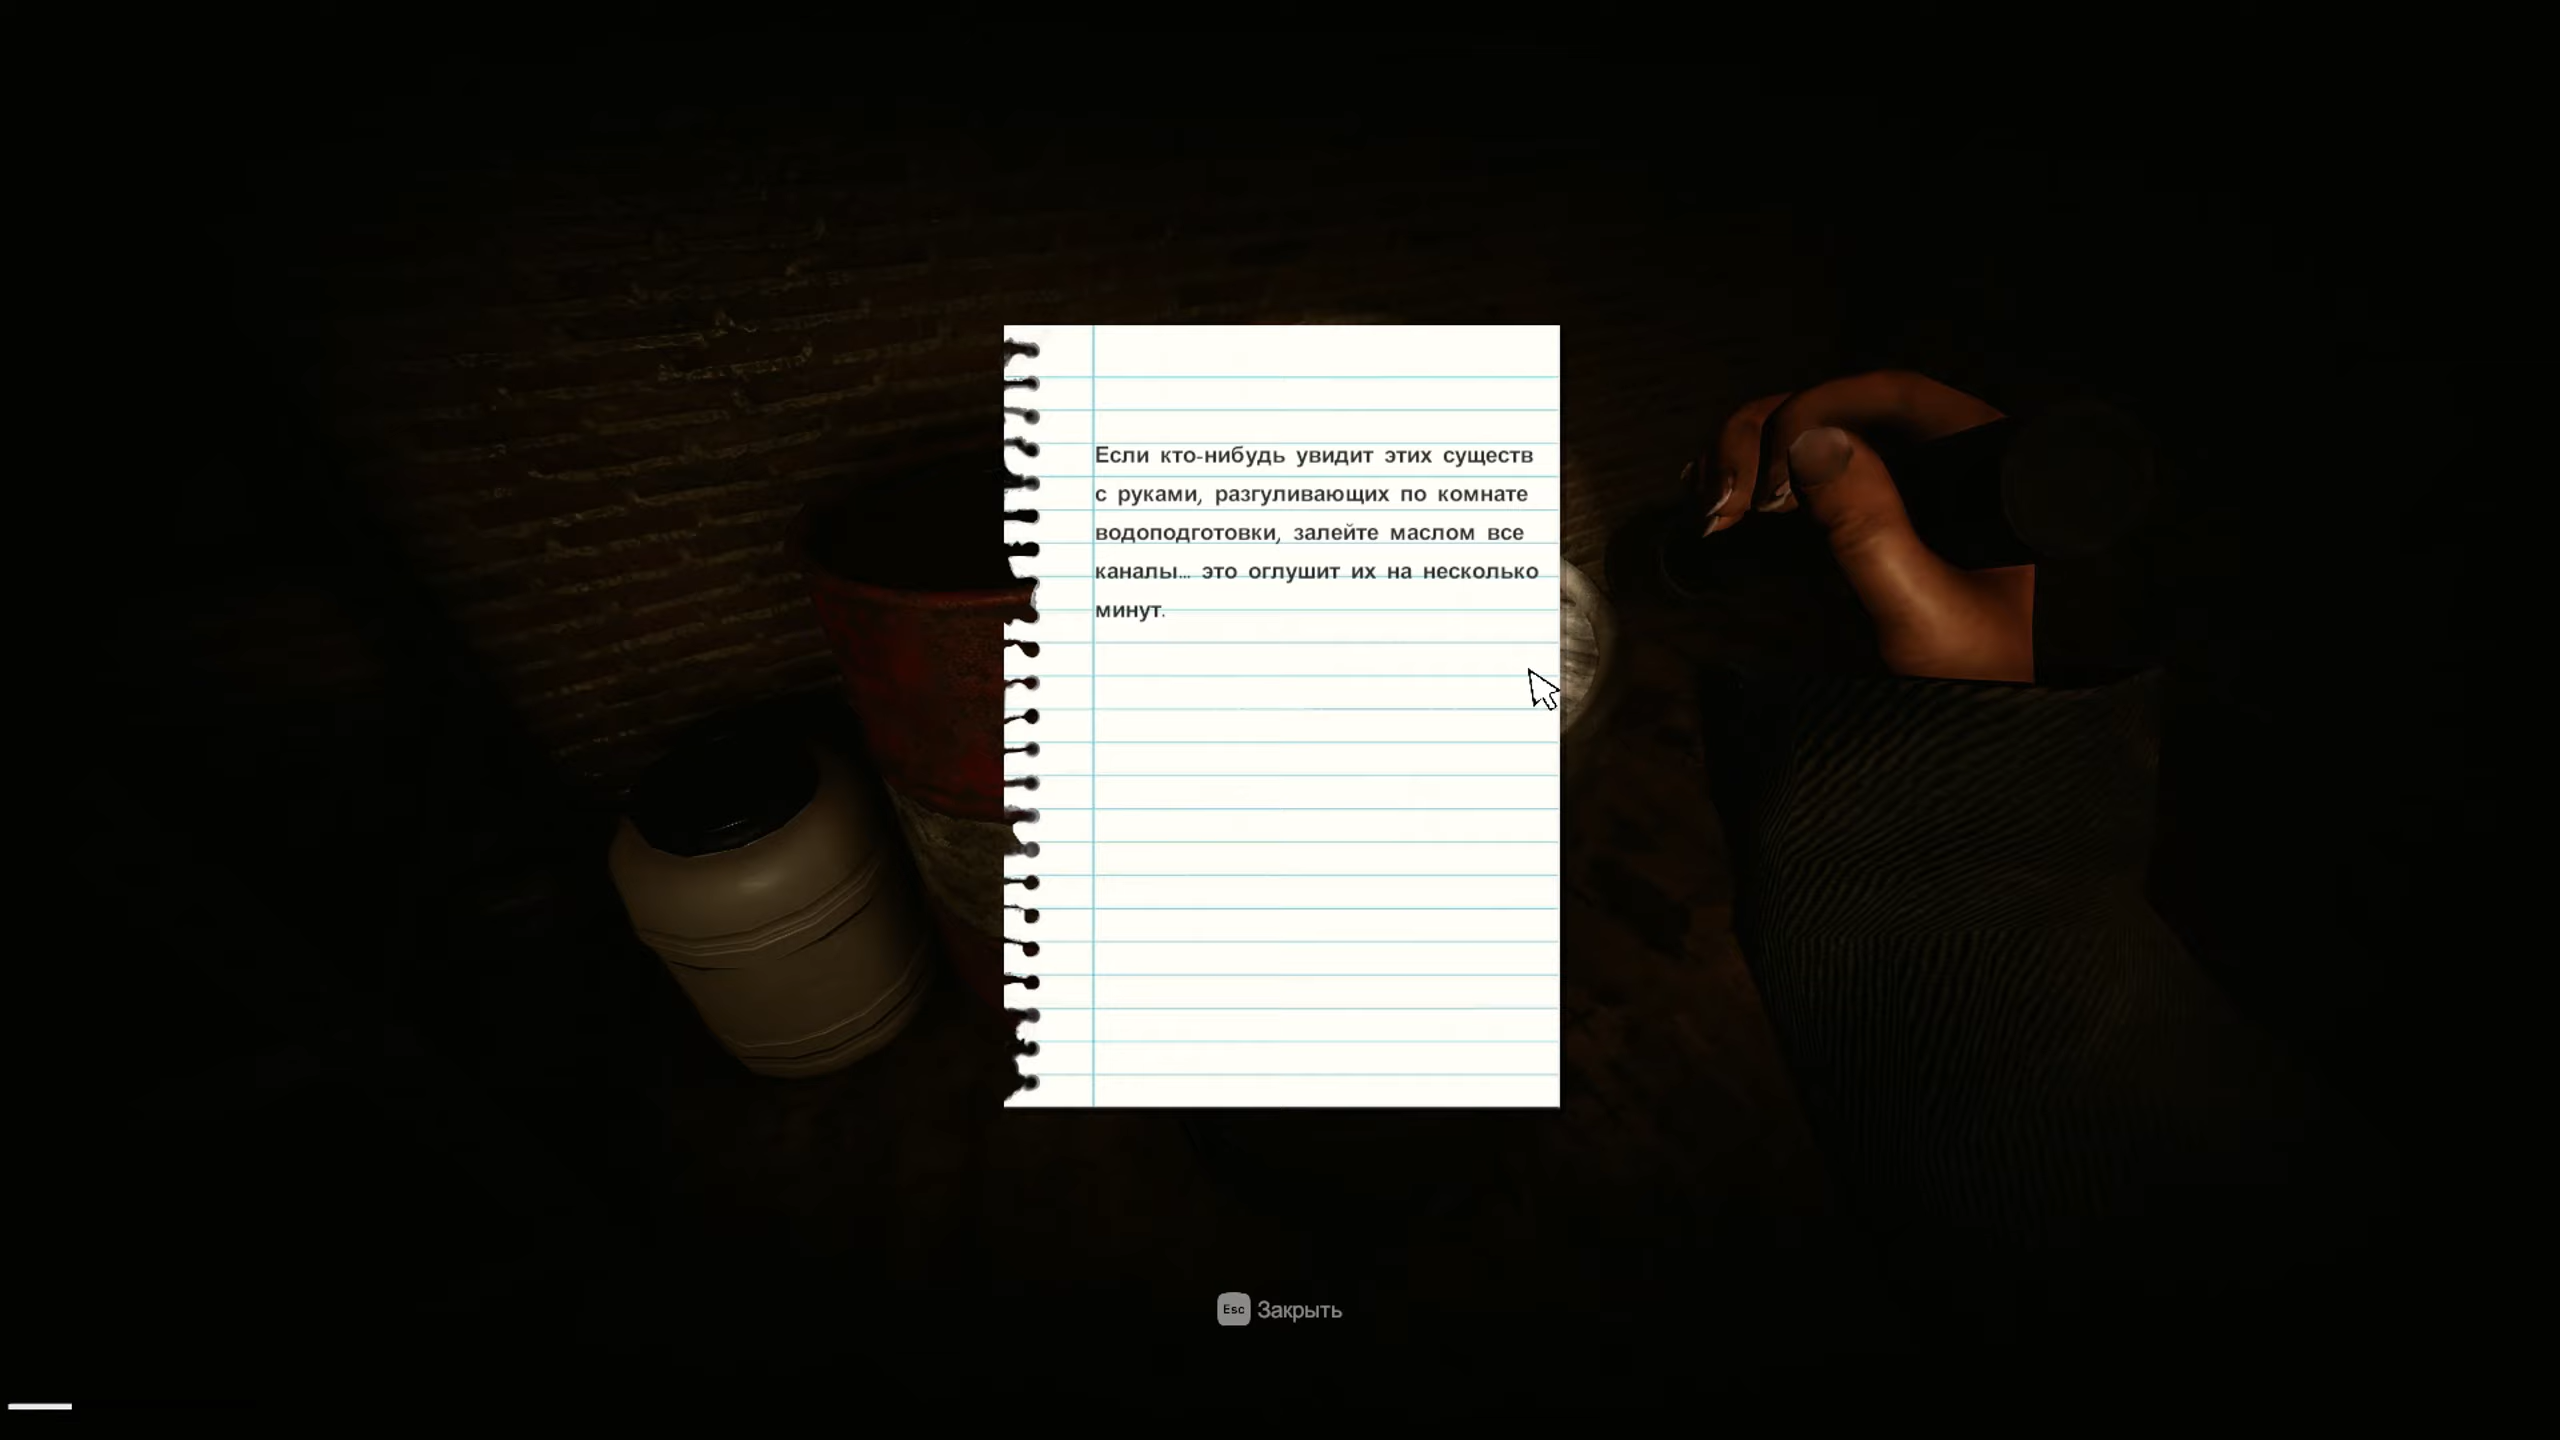 Если кто-нибудь увидит этих существ
с руками, разгуливающих по комнате
водоподготовки, залейте маслом все
каналы... это оглушит их на несколько
минут.
Esc Закрыть